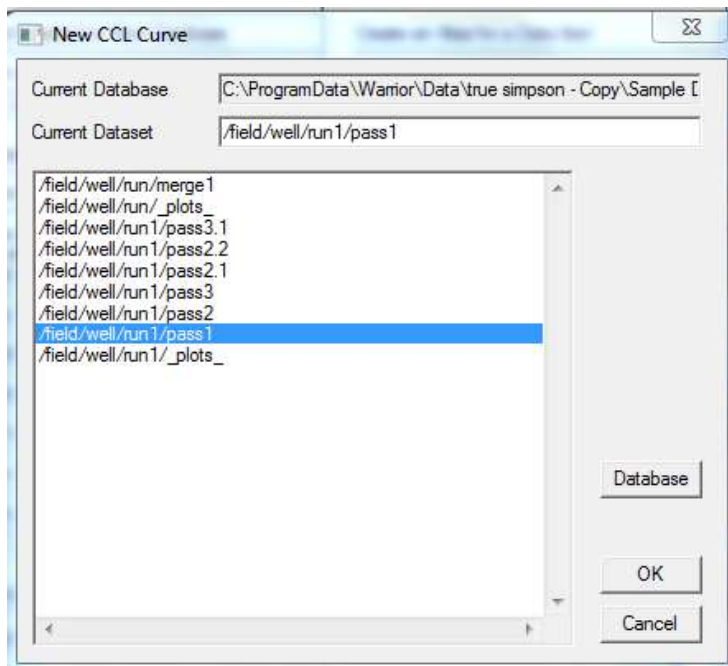 New CCL Curve
Current Database C:\ProgramData\Warrior\Data\true simpson - Copy\Sample D
Current Dataset /field/well/run1/pass1
/field/well/run/merge1
/field/well/run/_plots_
/field/well/run1/pass3.1
/field/well/run1/pass2.2
/field/well/run1/pass2.1
/field/well/run1/pass3
/field/well/run1/pass2
/field/well/run1/pass1
/field/well/run1/_plots_
Database
OK
Cancel